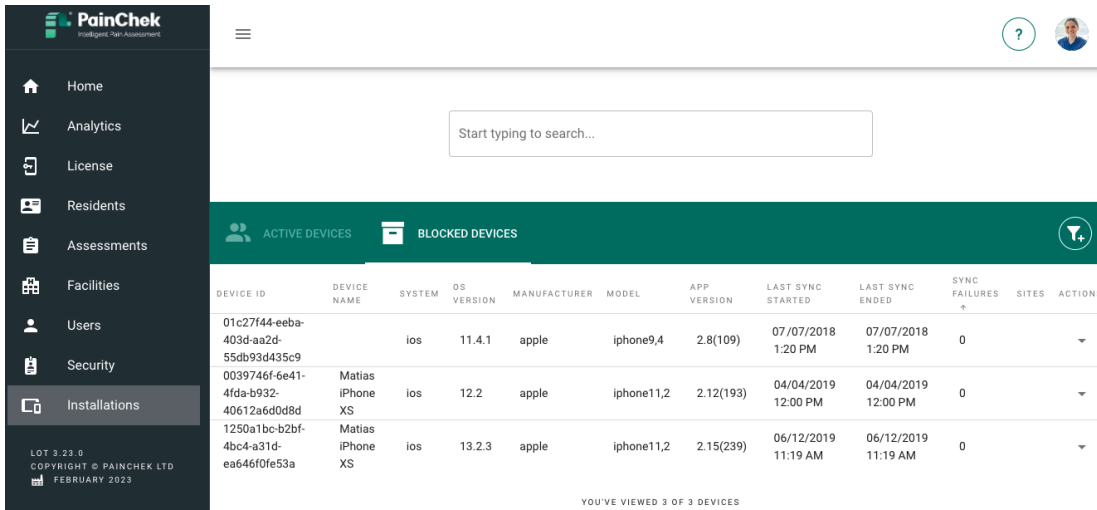 PainChek
Intelligent Pain Assessment
?
Home
Analytics
License
Residents
Assessments
Facilities
Users
Security
Installations
LOT 3.23.0
COPYRIGHT © PAINCHEK LTD
FEBRUARY 2023
Start typing to search...
ACTIVE DEVICES BLOCKED DEVICES
DEVICE ID DEVICE NAME SYSTEM OS VERSION MANUFACTURER MODEL APP VERSION LAST SYNC STARTED LAST SYNC ENDED SYNC FAILURES ↑ SITES ACTION
01c27f44-eeba-
403d-aa2d- ios 11.4.1 apple iphone9,4 2.8(109) 07/07/2018 1:20 PM 07/07/2018 1:20 PM 0
55db93d435c9
0039746f-6e41- Matias
4fda-b932- iPhone ios 12.2 apple iphone11,2 2.12(193) 04/04/2019 12:00 PM 04/04/2019 12:00 PM 0
40612a6d0d8d XS
1250a1bc-b2bf- Matias
4bc4-a31d- iPhone ios 13.2.3 apple iphone11,2 2.15(239) 06/12/2019 11:19 AM 06/12/2019 11:19 AM 0
ea646f0fe53a XS
YOU'VE VIEWED 3 OF 3 DEVICES